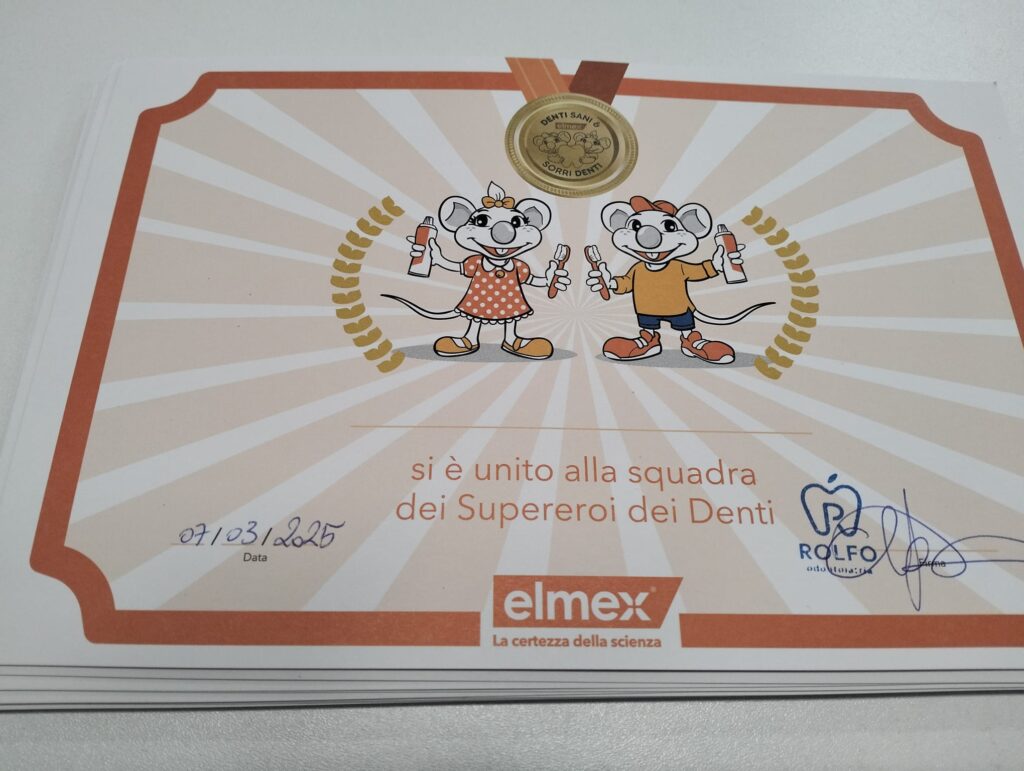 DENTI SANI &
elmex
SORRI DENTI
si è unito alla squadra
dei Supereroi dei Denti
07/03/2025
Data
ROLFO
odontoiatria
Firma
elmex®
La certezza della scienza